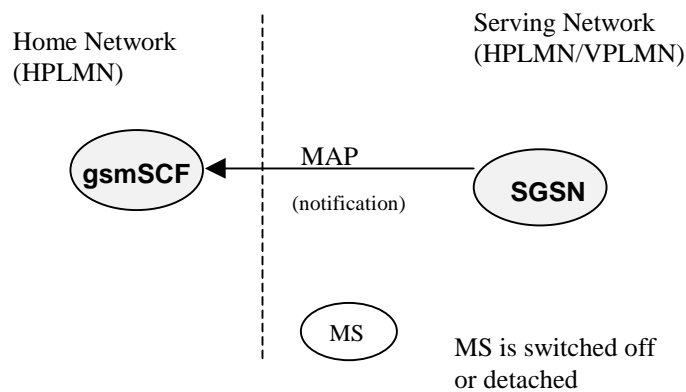 Home Network
(HPLMN)
Serving Network
(HPLMN/VPLMN)
gsmSCF
MAP
(notification)
SGSN
MS
MS is switched off
or detached